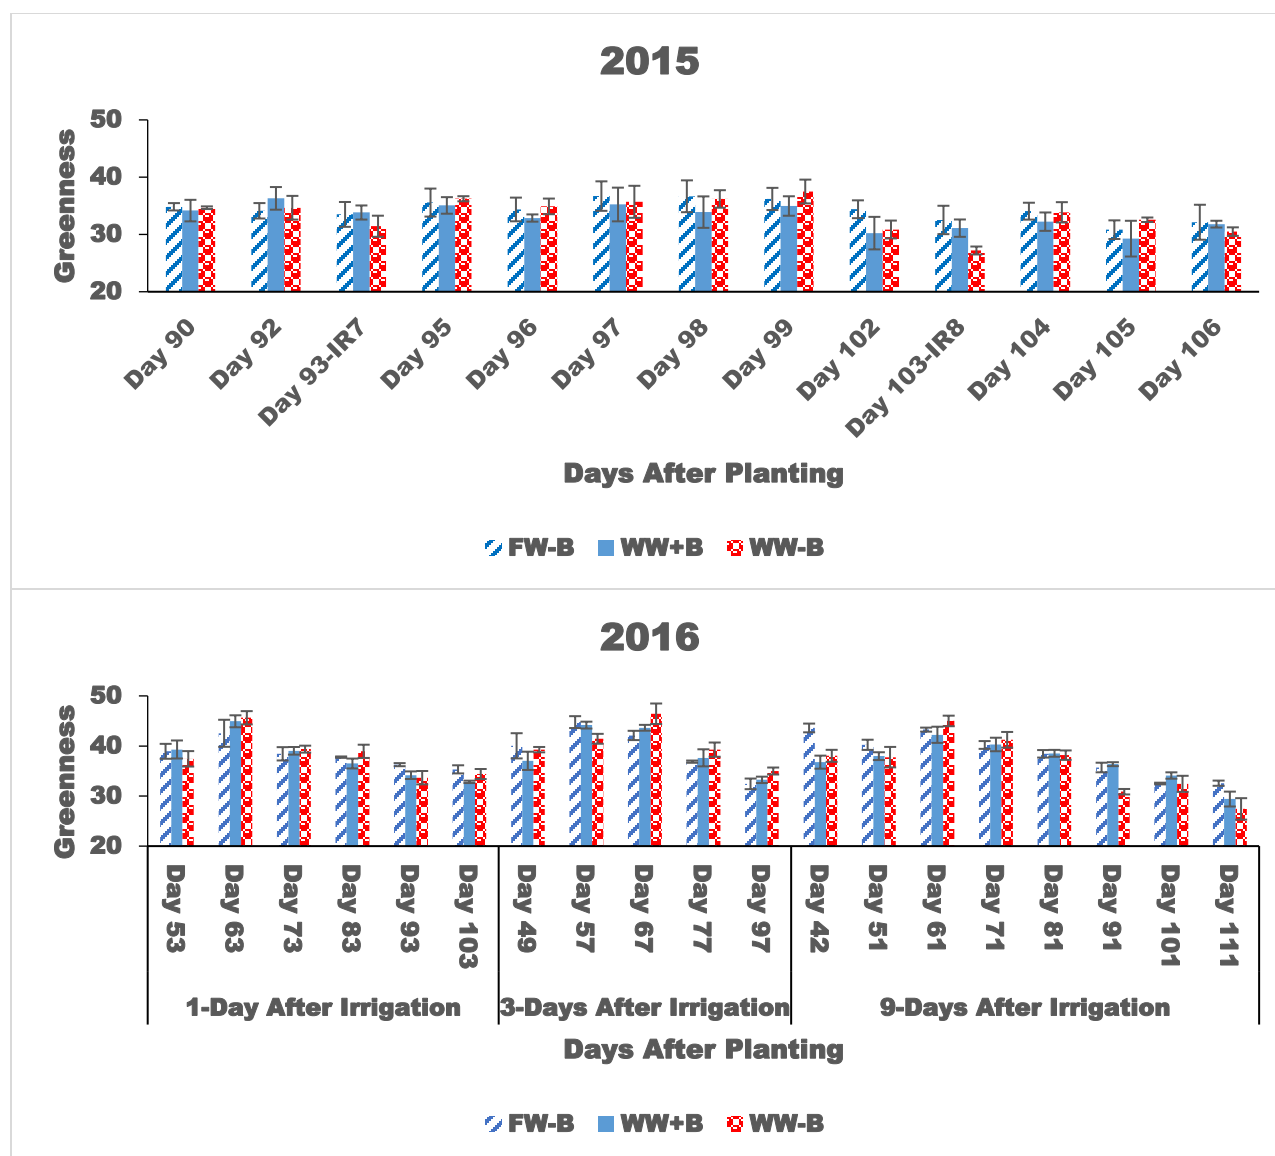 2015
50
40
30
20
Greenness
Day 90
Day 92
Day 93-IR7
Day 95
Day 96
Day 97
Day 98
Day 99
Day 102
Day 103-IR8
Day 104
Day 105
Day 106
Days After Planting
FW-B WW+B WW-B
2016
50
40
30
20
Greenness
Day 53
Day 63
Day 73
Day 83
Day 93
Day 103
Day 49
Day 57
Day 67
Day 77
Day 97
Day 42
Day 51
Day 61
Day 71
Day 81
Day 91
Day 101
Day 111
1-Day After Irrigation 3-Days After Irrigation 9-Days After Irrigation
Days After Planting
FW-B WW+B WW-B